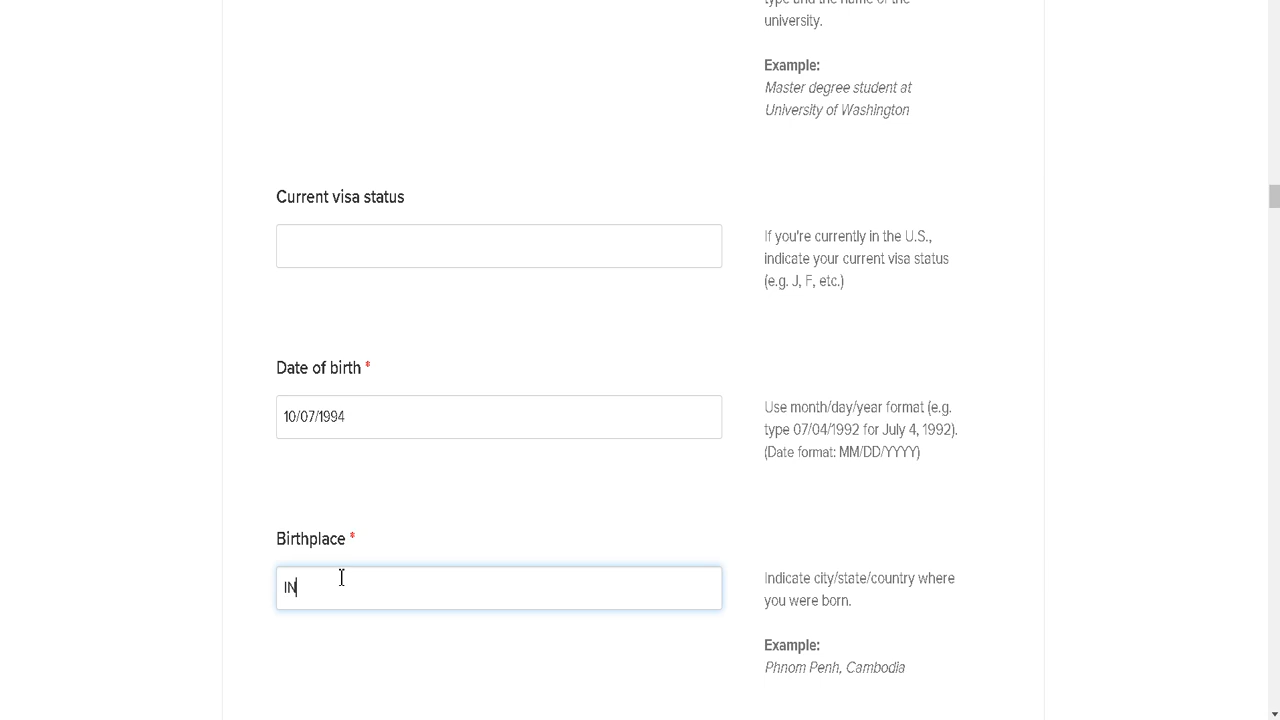 type and the name of the
university.
Example:
Master degree student at
University of Washington
Current visa status
If you're currently in the U.S.,
indicate your current visa status
(e.g. J, F, etc.)
Date of birth *
10/07/1994
Use month/day/year format (e.g.
type 07/04/1992 for July 4, 1992).
(Date format: MM/DD/YYYY)
Birthplace *
IN
Indicate city/state/country where
you were born.
Example:
Phnom Penh, Cambodia